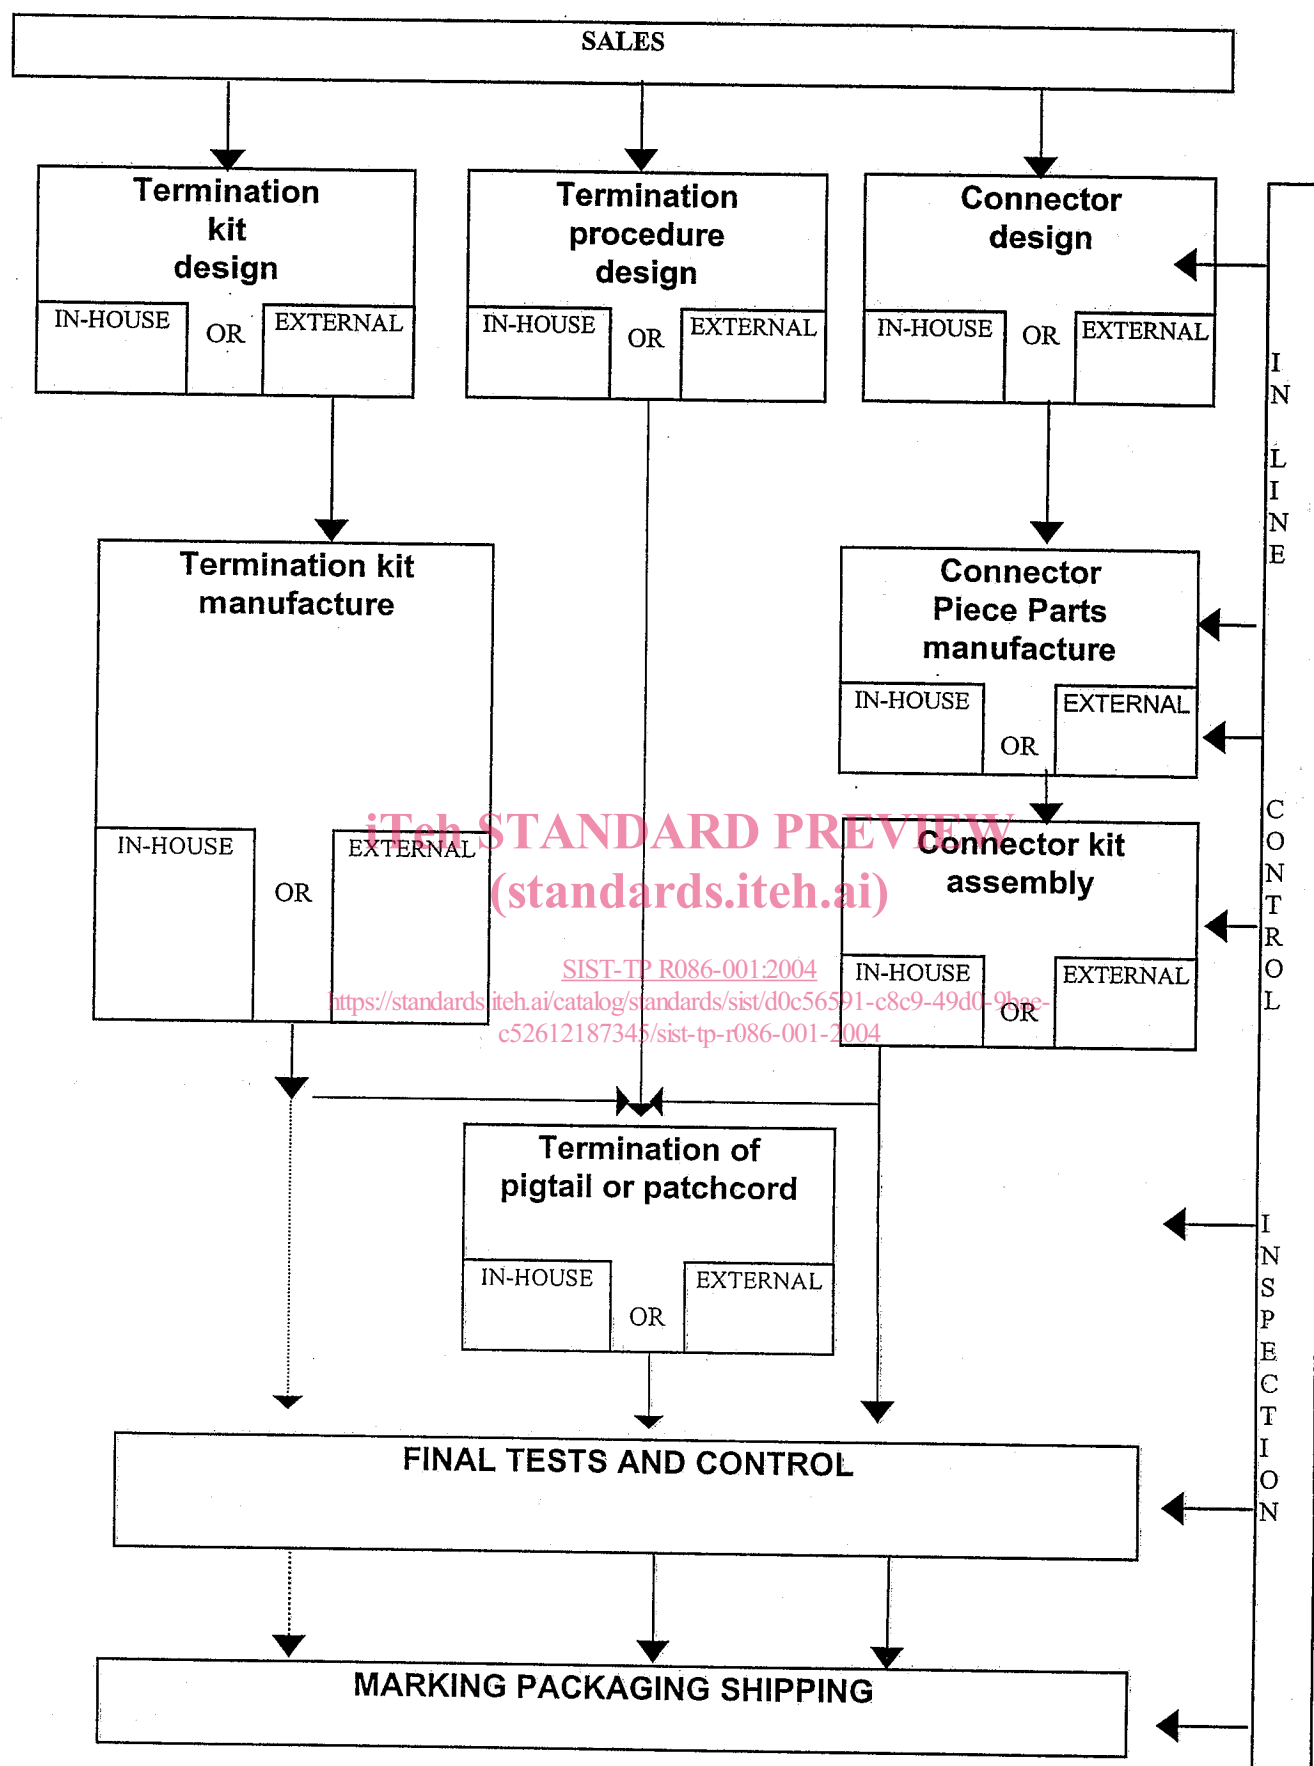 SALES
Termination
kit
design
IN-HOUSE
OR
EXTERNAL
Termination
procedure
design
IN-HOUSE
OR
EXTERNAL
Connector
design
IN-HOUSE
OR
EXTERNAL
Termination kit
manufacture
IN-HOUSE
OR
EXTERNAL
Connector
Piece Parts
manufacture
IN-HOUSE
OR
EXTERNAL
iTeh STANDARD PREVIEW
(standards.iteh.ai)
SIST-TP R086-001:2004
https://standards.iteh.ai/catalog/standards/sist/d0c56591-c8c9-49d0-9bae-
c52612187345/sist-tp-r086-001-2004
Connector kit
assembly
IN-HOUSE
OR
EXTERNAL
Termination of
pigtail or patchcord
IN-HOUSE
OR
EXTERNAL
FINAL TESTS AND CONTROL
MARKING PACKAGING SHIPPING
IN LINE CONTROL INSPECTION